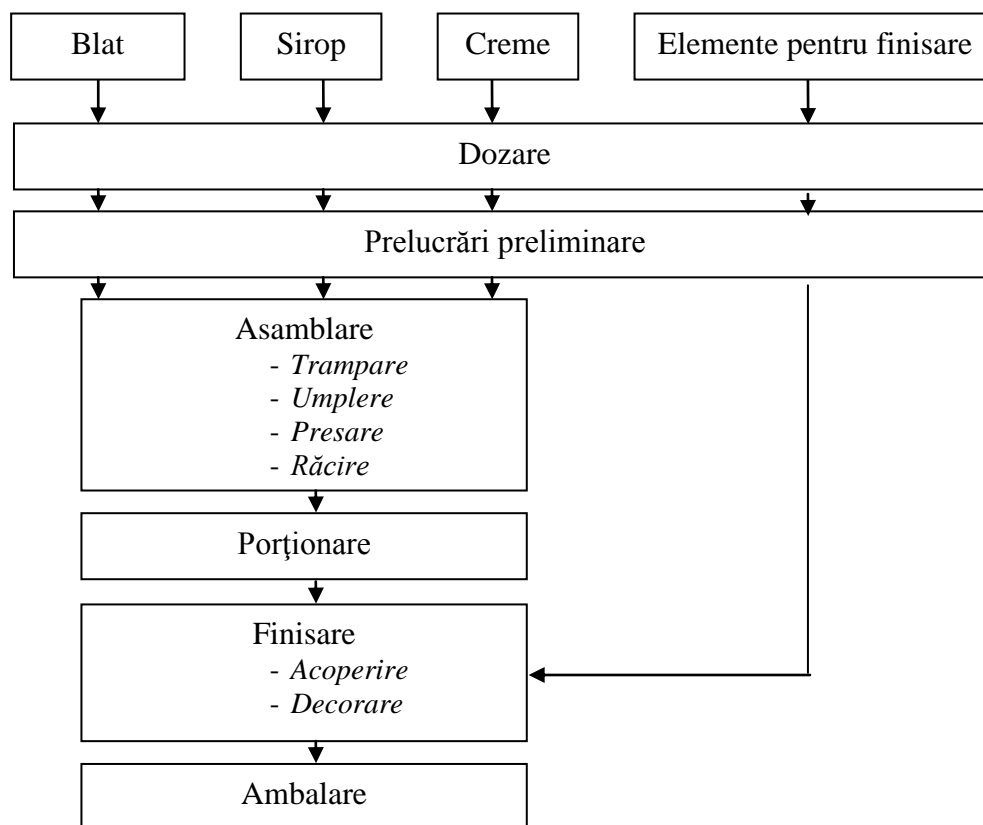 Blat
Sirop
Creme
Elemente pentru finisare
Dozare
Prelucrări preliminare
Asamblare
- Trampare
- Umplere
- Presare
- Răcire
Porţionare
Finisare
- Acoperire
- Decorare
Ambalare